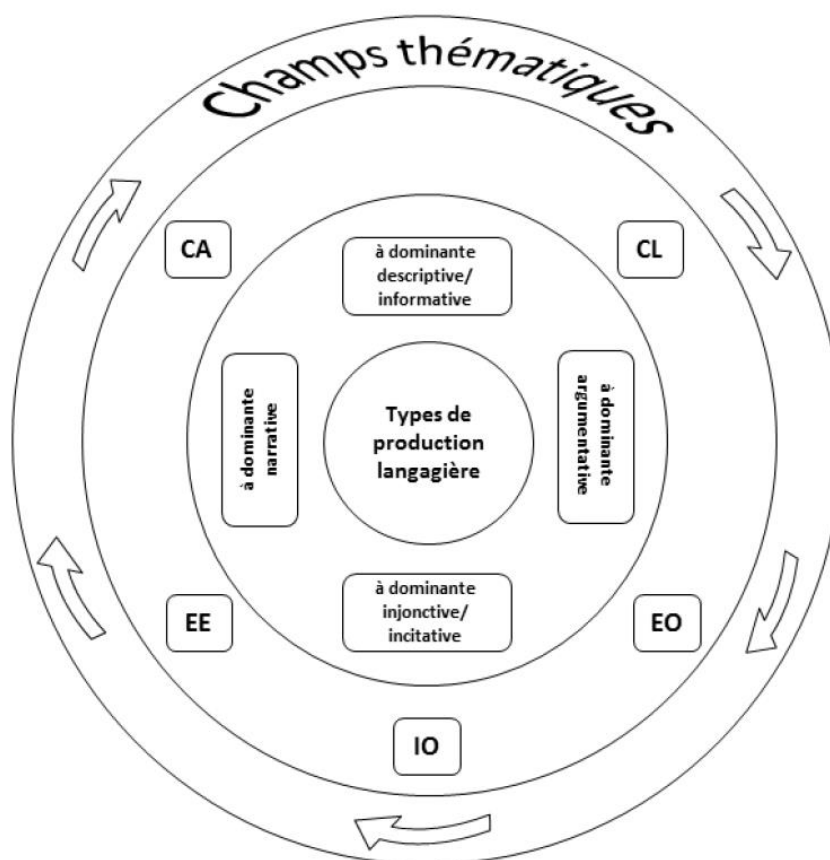 Champs thématiques
CA
CL
à dominante
descriptive/
informative
à dominante
narrative
Types de
production
langagière
à dominante
argumentative
à dominante
injonctive/
incitative
EE
EO
IO